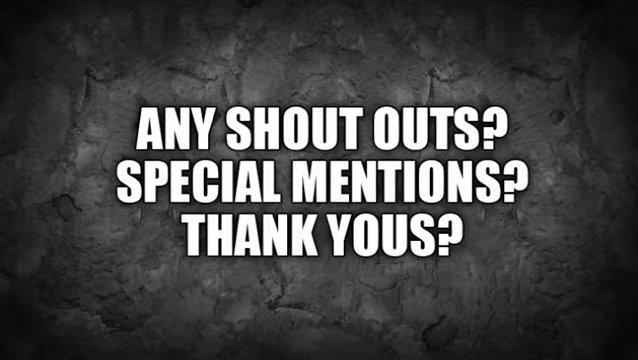 ANY SHOUT OUTS?
SPECIAL MENTIONS?
THANK YOUS?